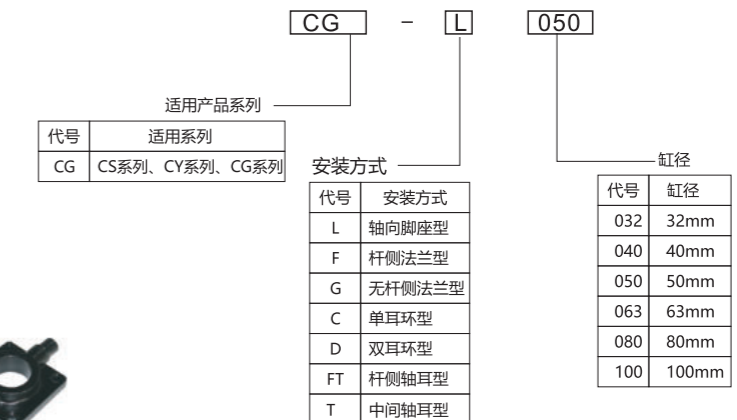 CG - L 050
适用产品系列
代号 适用系列
CG CS系列、CY系列、CG系列
安装方式
代号 安装方式
L 轴向脚座型
F 杆侧法兰型
G 无杆侧法兰型
C 单耳环型
D 双耳环型
FT 杆侧轴耳型
T 中间轴耳型
缸径
代号 缸径
032 32mm
040 40mm
050 50mm
063 63mm
080 80mm
100 100mm